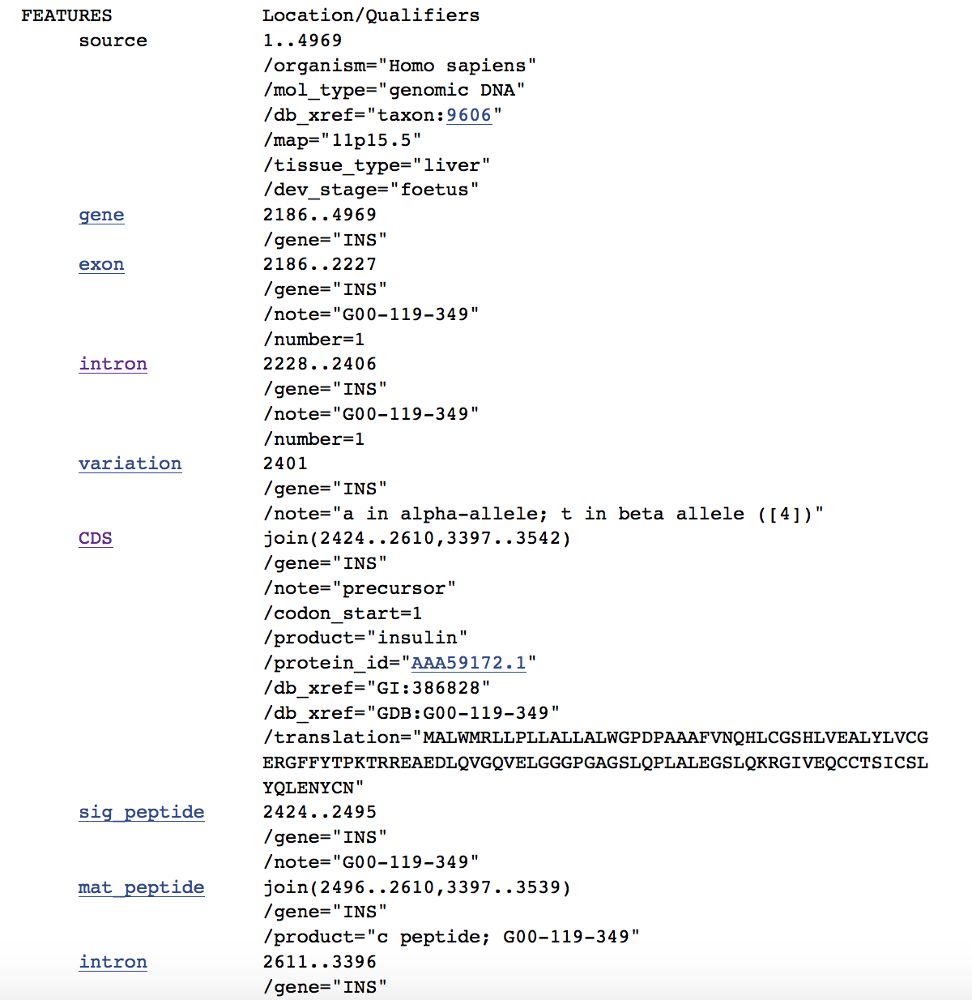 FEATURES Location/Qualifiers
source 1..4969
/organism="Homo sapiens"
/mol_type="genomic DNA"
/db_xref="taxon:9606"
/map="11p15.5"
/tissue_type="liver"
/dev_stage="foetus"
gene 2186..4969
/gene="INS"
exon 2186..2227
/gene="INS"
/note="G00-119-349"
/number=1
intron 2228..2406
/gene="INS"
/note="G00-119-349"
/number=1
variation 2401
/gene="INS"
/note="a in alpha-allele; t in beta allele ([4])"
CDS join(2424..2610,3397..3542)
/gene="INS"
/note="precursor"
/codon_start=1
/product="insulin"
/protein_id="AAA59172.1"
/db_xref="GI:386828"
/db_xref="GDB:G00-119-349"
/translation="MALWMRLLPLLALLALWGPDPAAAFVNQHLCGSHLVEALYLVCG
ERGFFYTPKTRREAEDLQVGQVELGGGPGAGSLQPLALEGSLQKRGIVEQCCTSICSL
YQLENYCN"
sig_peptide 2424..2495
/gene="INS"
/note="G00-119-349"
mat_peptide join(2496..2610,3397..3539)
/gene="INS"
/product="c peptide; G00-119-349"
intron 2611..3396
/gene="INS"